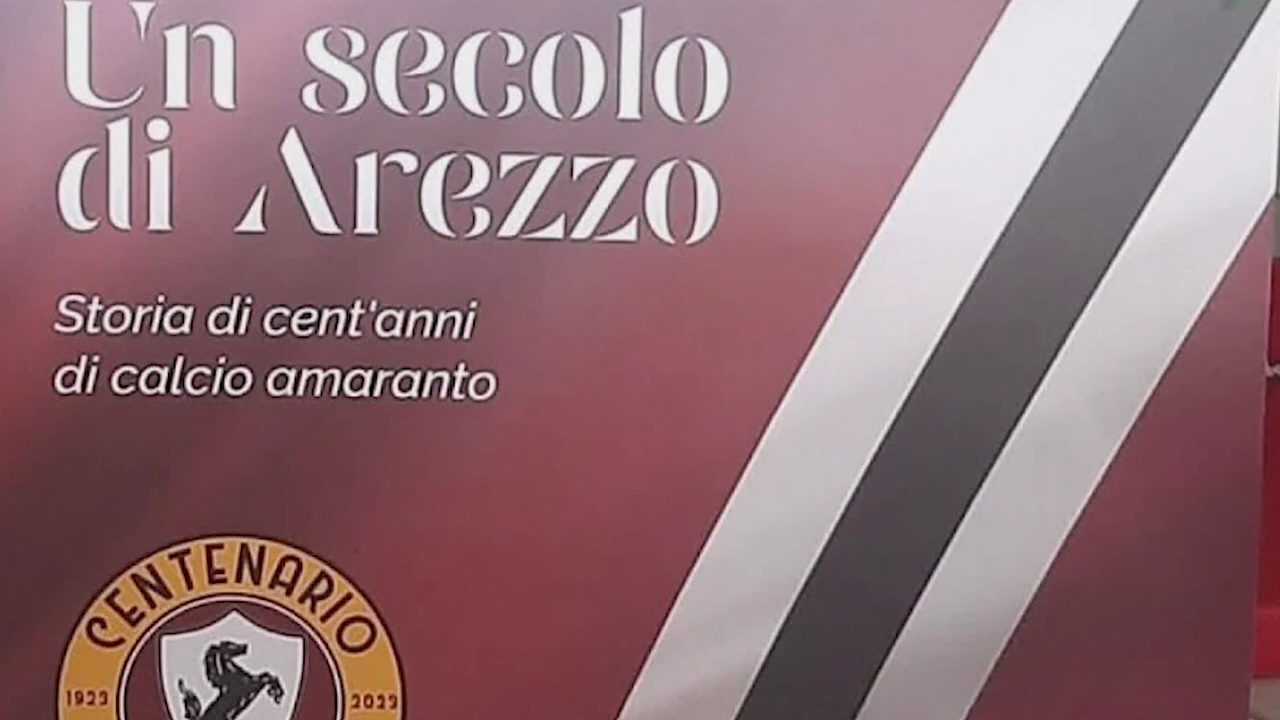 Un secolo
di Arezzo
Storia di cent'anni
di calcio amaranto
CENTENARIO
1923
2023